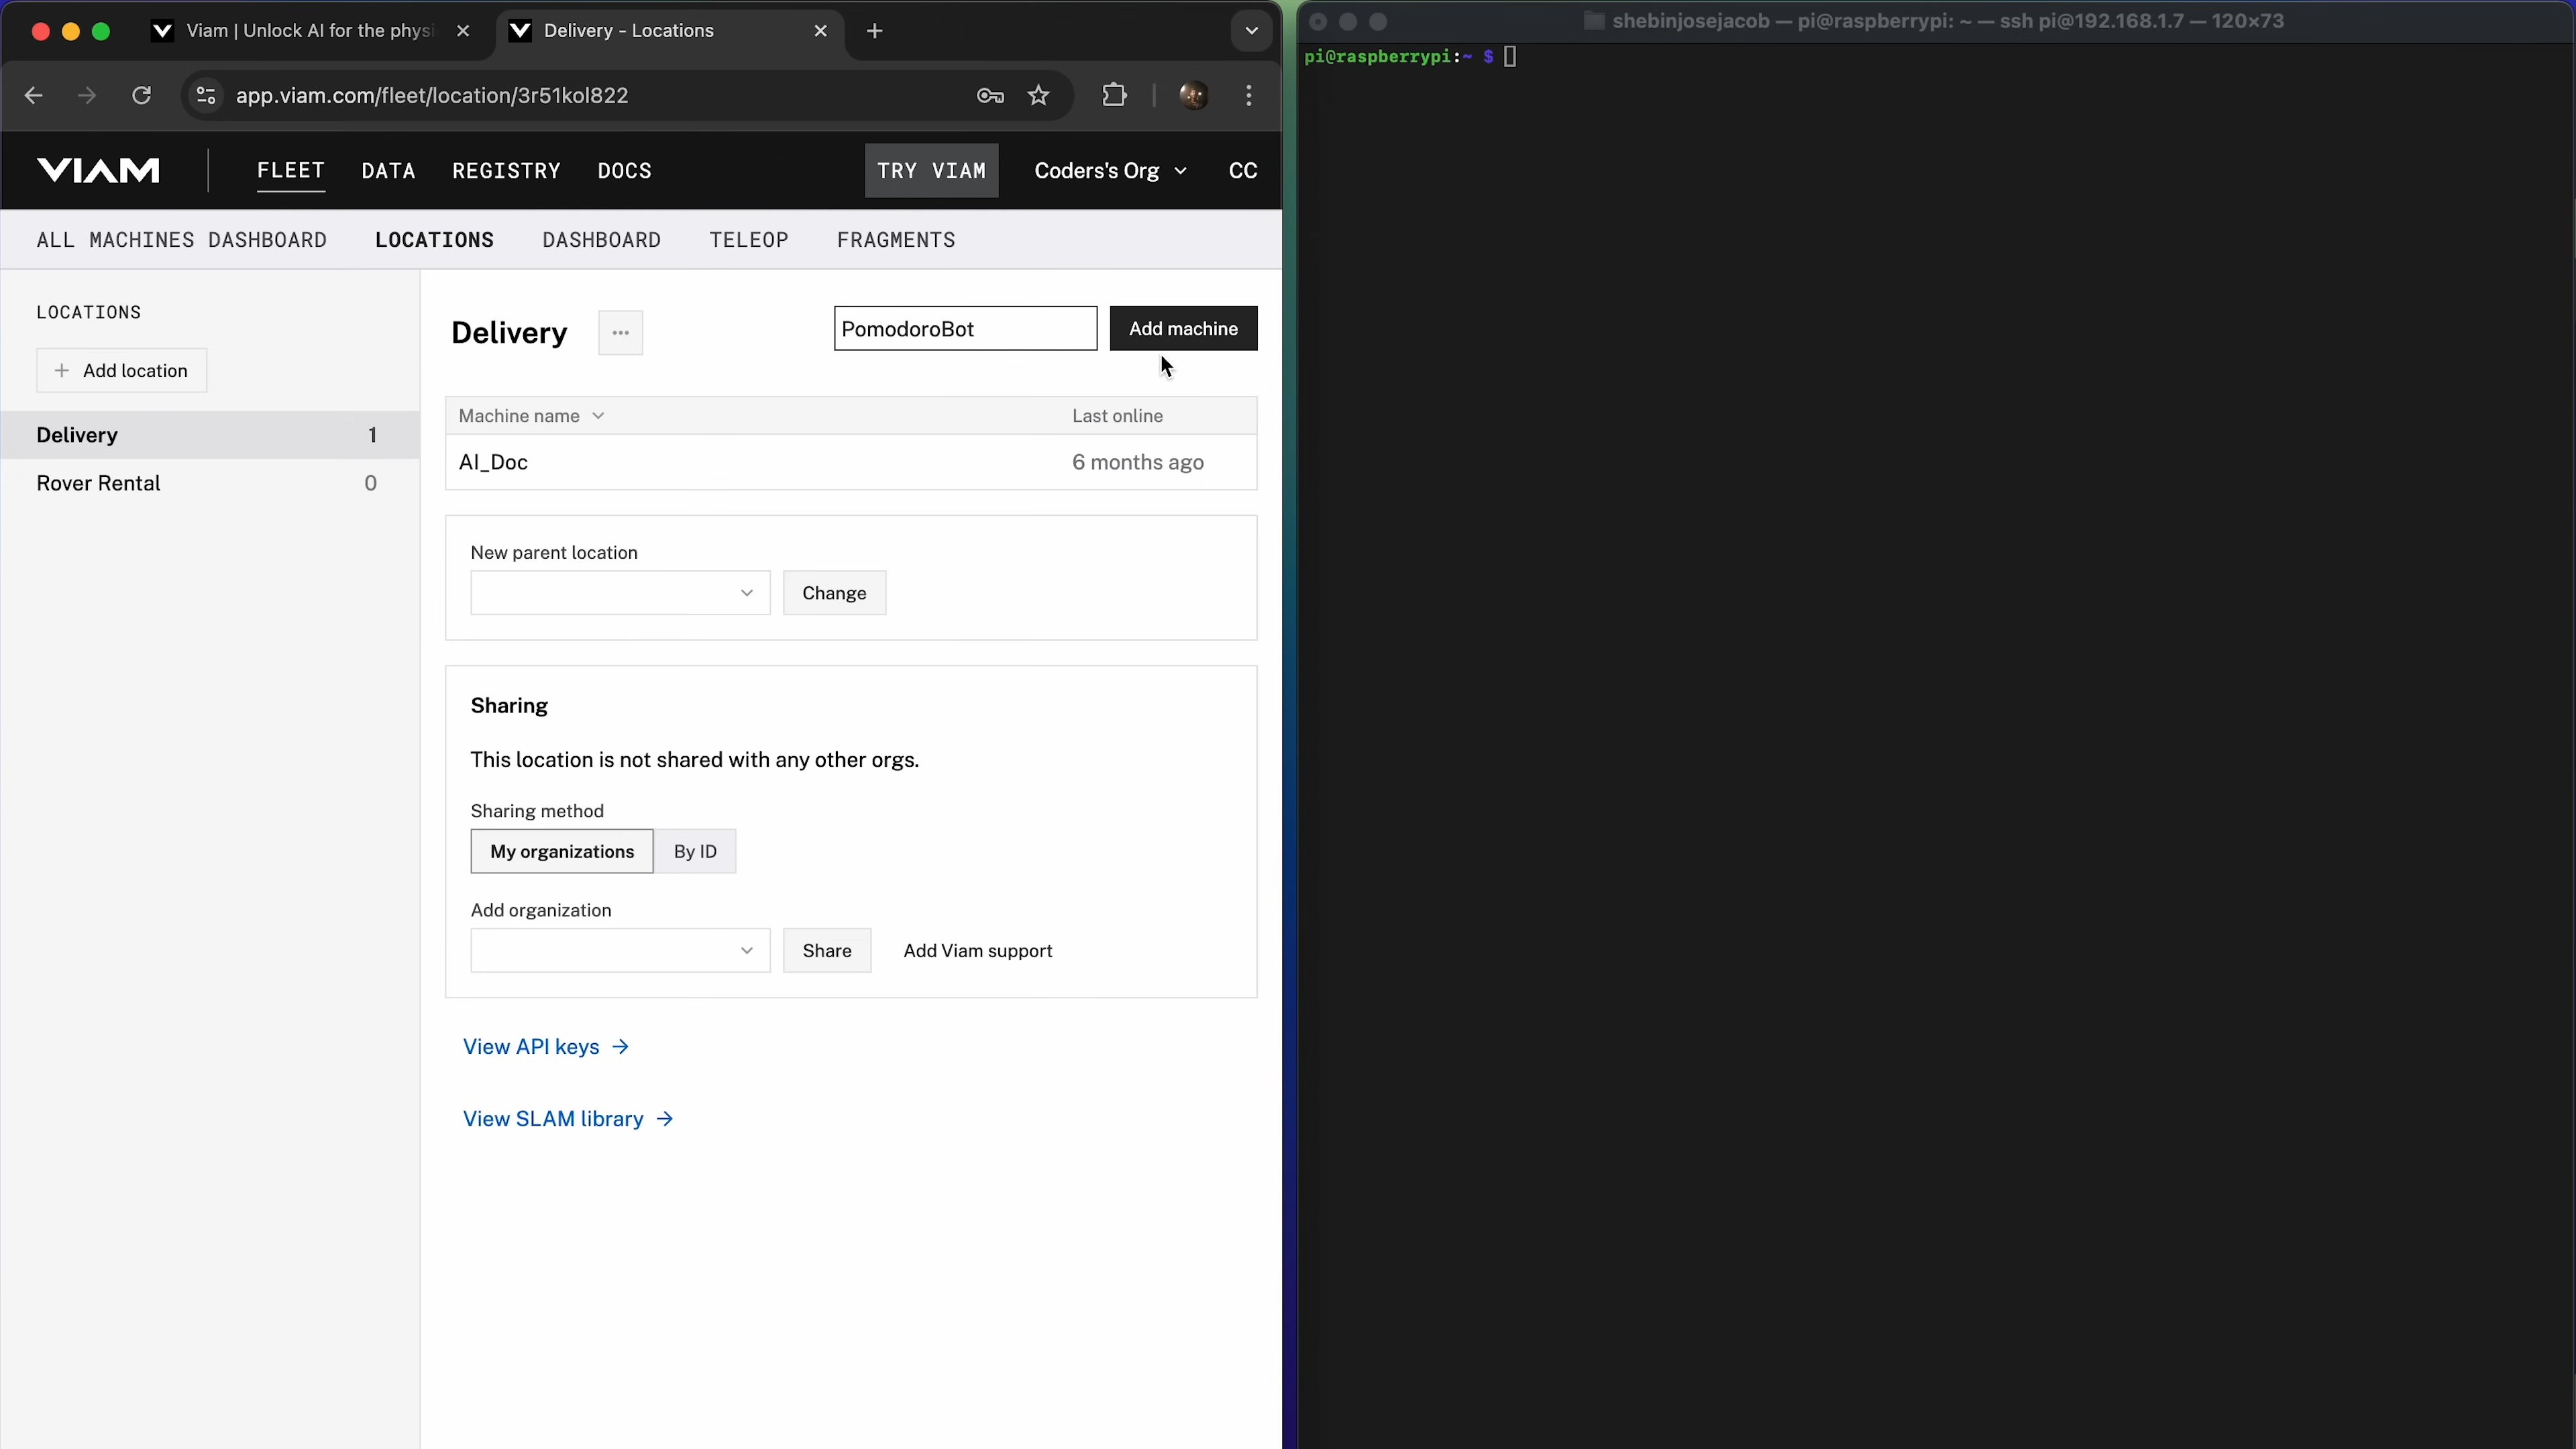 Viam | Unlock AI for the physi
Delivery - Locations
shebinjosejacob — pi@raspberrypi: ~ — ssh pi@192.168.1.7 — 120×73
pi@raspberrypi:~ $
app.viam.com/fleet/location/3r51kol822
VIAM
FLEET
DATA
REGISTRY
DOCS
TRY VIAM
Coders's Org
CC
ALL MACHINES DASHBOARD
LOCATIONS
DASHBOARD
TELEOP
FRAGMENTS
LOCATIONS
+ Add location
Delivery 1
Rover Rental 0
Delivery
...
PomodoroBot
Add machine
Machine name
Last online
AI_Doc
6 months ago
New parent location
Change
Sharing
This location is not shared with any other orgs.
Sharing method
My organizations
By ID
Add organization
Share
Add Viam support
View API keys →
View SLAM library →